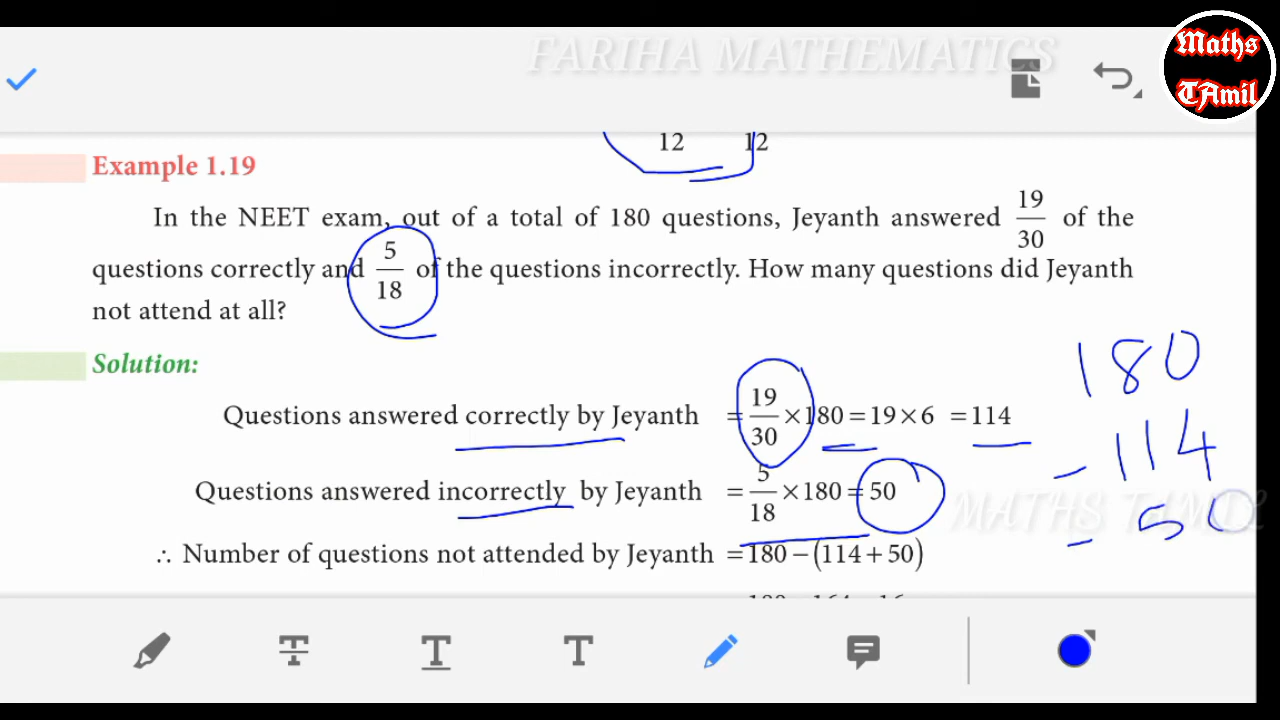 FARIHA MATHEMATICS
Maths
TAmil
12 12
Example 1.19
In the NEET exam, out of a total of 180 questions, Jeyanth answered 19/30 of the
questions correctly and 5/18 of the questions incorrectly. How many questions did Jeyanth
not attend at all?
Solution:
180
Questions answered correctly by Jeyanth = 19/30 × 180 = 19 × 6 = 114
- 114
Questions answered incorrectly by Jeyanth = 5/18 × 180 = 50
MATHS TAMIL
- 50
∴ Number of questions not attended by Jeyanth = 180 − (114 + 50)
T T T